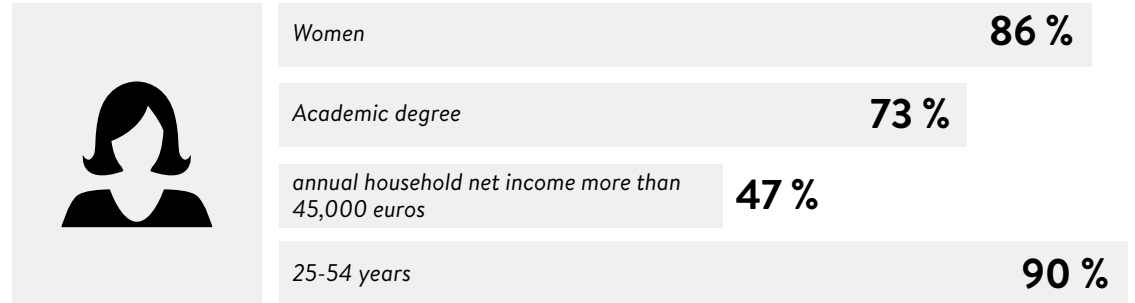 Women
86 %
Academic degree
73 %
annual household net income more than
45,000 euros
47 %
25-54 years
90 %